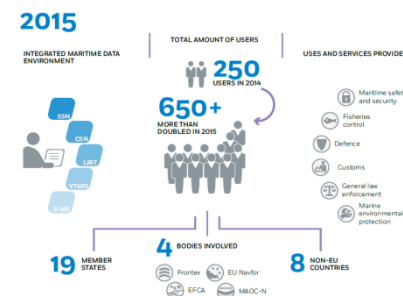 2015
INTEGRATED MARITIME DATA
ENVIRONMENT
SSN
CSN
LRIT
VTMIS
S-AIS
TOTAL AMOUNT OF USERS
250
USERS IN 2014
650+
MORE THAN
DOUBLED IN 2015
USES AND SERVICES PROVIDE
Maritime safet
and security
Fisheries
control
Defence
Customs
General law
enforcement
Marine
environmental
protection
19 MEMBER
STATES
4 BODIES INVOLVED
Frontex
EU Navfor
EFCA
MAOC-N
8 NON-EU
COUNTRIES